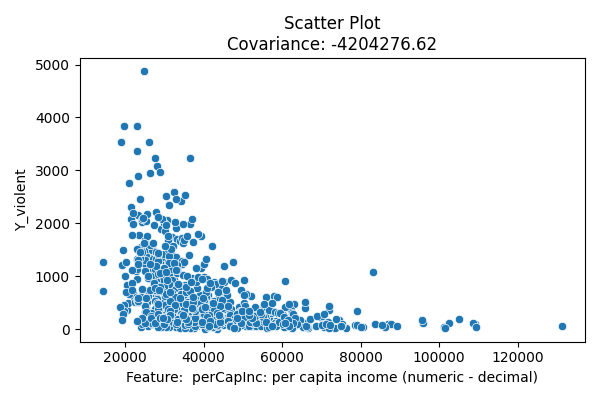 Scatter Plot
Covariance: -4204276.62
5000
4000
3000
2000
1000
0
Y_violent
20000 40000 60000 80000 100000 120000
Feature:  perCapInc: per capita income (numeric - decimal)